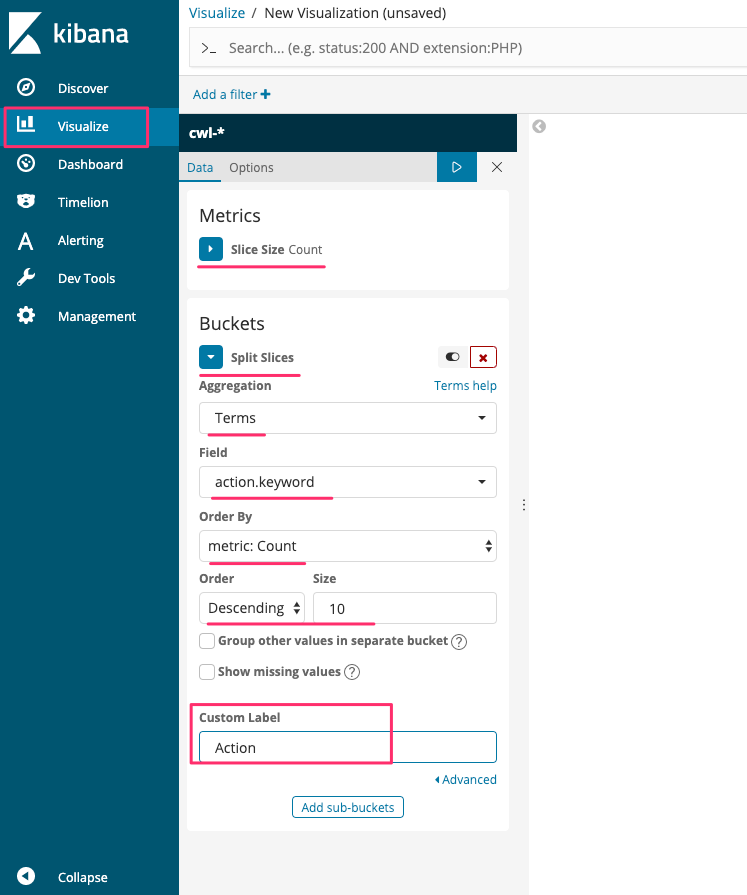 kibana
Discover
Visualize
Dashboard
Timelion
Alerting
Dev Tools
Management
Collapse
Visualize / New Visualization (unsaved)
>_ Search... (e.g. status:200 AND extension:PHP)
Add a filter +
cwl-*
Data Options
Metrics
Slice Size Count
Buckets
Split Slices
Aggregation Terms help
Terms
Field
action.keyword
Order By
metric: Count
Order Size
Descending 10
Group other values in separate bucket ?
Show missing values ?
Custom Label
Action
Advanced
Add sub-buckets